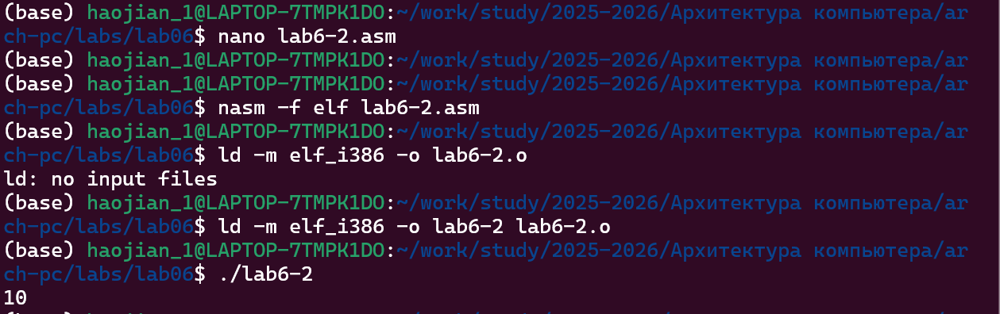 (base) haojian_1@LAPTOP-7TMPK1DO:~/work/study/2025-2026/Архитектура компьютера/ar
ch-pc/labs/lab06$ nano lab6-2.asm
(base) haojian_1@LAPTOP-7TMPK1DO:~/work/study/2025-2026/Архитектура компьютера/ar
(base) haojian_1@LAPTOP-7TMPK1DO:~/work/study/2025-2026/Архитектура компьютера/ar
ch-pc/labs/lab06$ nasm -f elf lab6-2.asm
(base) haojian_1@LAPTOP-7TMPK1DO:~/work/study/2025-2026/Архитектура компьютера/ar
ch-pc/labs/lab06$ ld -m elf_i386 -o lab6-2.o
ld: no input files
(base) haojian_1@LAPTOP-7TMPK1DO:~/work/study/2025-2026/Архитектура компьютера/ar
ch-pc/labs/lab06$ ld -m elf_i386 -o lab6-2 lab6-2.o
(base) haojian_1@LAPTOP-7TMPK1DO:~/work/study/2025-2026/Архитектура компьютера/ar
ch-pc/labs/lab06$ ./lab6-2
10